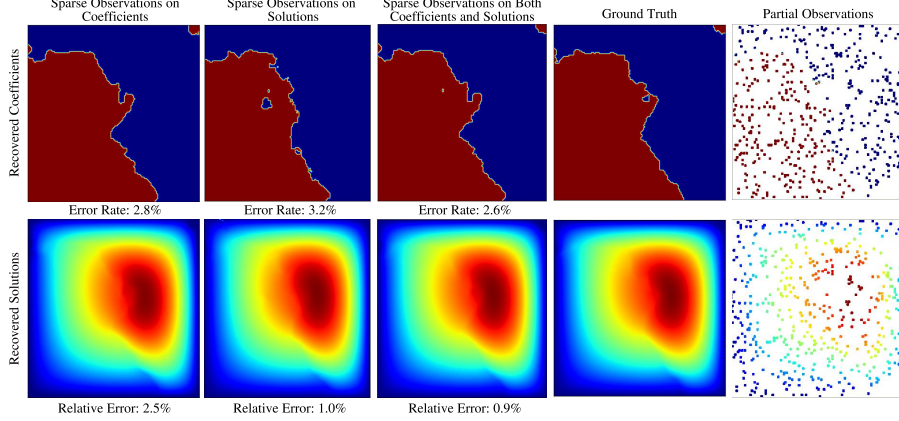 Sparse Observations on
Coefficients
Sparse Observations on
Solutions
Sparse Observations on Both
Coefficients and Solutions
Ground Truth
Partial Observations
Recovered Coefficients
Error Rate: 2.8%
Error Rate: 3.2%
Error Rate: 2.6%
Recovered Solutions
Relative Error: 2.5%
Relative Error: 1.0%
Relative Error: 0.9%